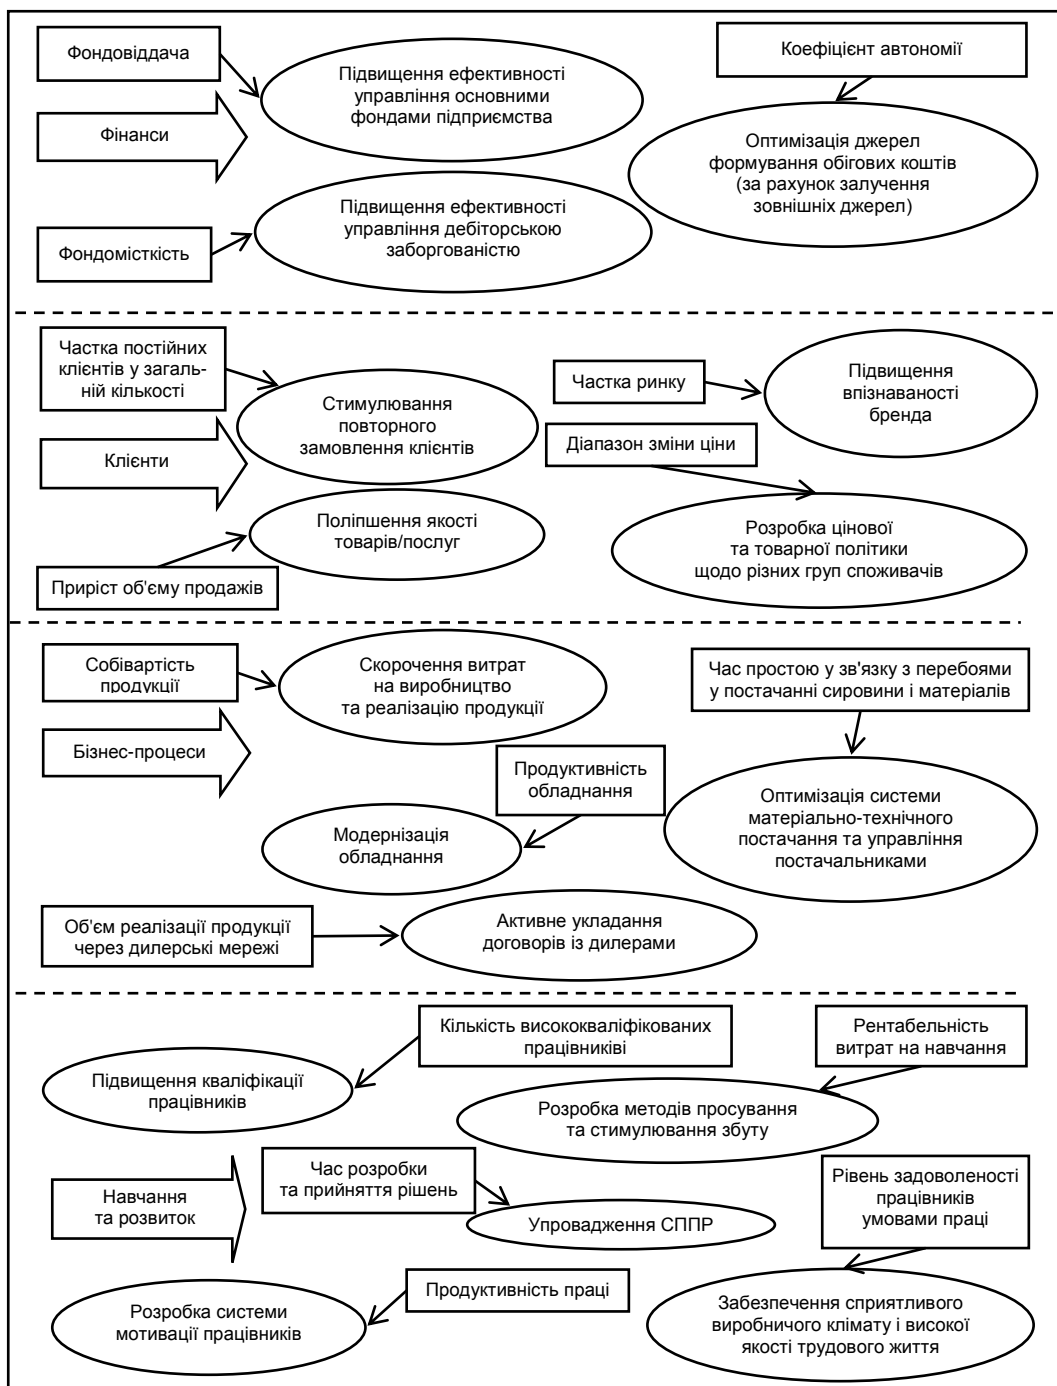 Фондовіддача
Підвищення ефективності
управління основними
фондами підприємства
Коефіцієнт автономії
Фінанси
Оптимізація джерел
формування обігових коштів
(за рахунок залучення
зовнішніх джерел)
Підвищення ефективності
управління дебіторською
заборгованістю
Фондомісткість
Частка постійних
клієнтів у загаль-
ній кількості
Стимулювання
повторного
замовлення клієнтів
Частка ринку
Підвищення
впізнаваності
бренда
Клієнти
Діапазон зміни ціни
Поліпшення якості
товарів/послуг
Розробка цінової
та товарної політики
щодо різних груп споживачів
Приріст об'єму продажів
Собівартість
продукції
Скорочення витрат
на виробництво
та реалізацію продукції
Час простою у зв'язку з перебоями
у постачанні сировини і матеріалів
Бізнес-процеси
Продуктивність
обладнання
Оптимізація системи
матеріально-технічного
постачання та управління
постачальниками
Модернізація
обладнання
Об'єм реалізації продукції
через дилерські мережі
Активне укладання
договорів із дилерами
Кількість висококваліфікованих
працівниківі
Рентабельність
витрат на навчання
Підвищення кваліфікації
працівників
Розробка методів просування
та стимулювання збуту
Час розробки
та прийняття рішень
Рівень задоволеності
працівників
умовами праці
Навчання
та розвиток
Упровадження СППР
Продуктивність праці
Розробка системи
мотивації працівників
Забезпечення сприятливого
виробничого клімату і високої
якості трудового життя